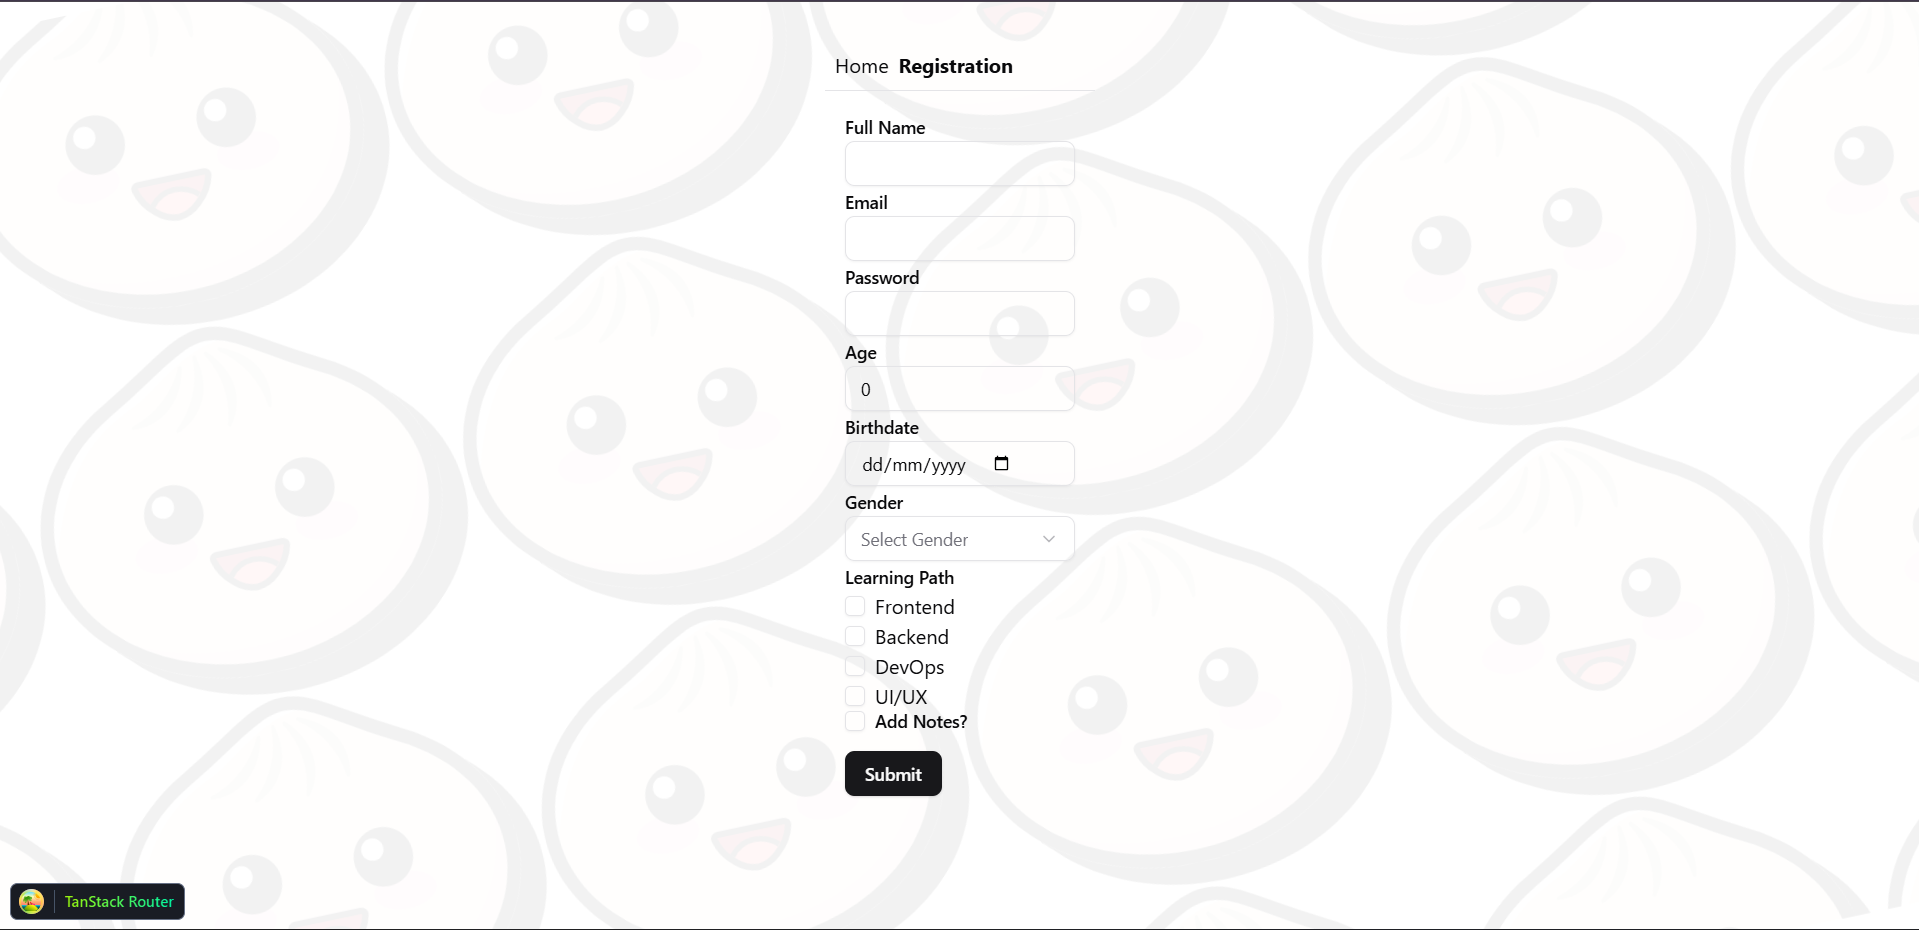 Home Registration
Full Name
Email
Password
Age
0
Birthdate
dd/mm/yyyy
Gender
Select Gender
Learning Path
Frontend
Backend
DevOps
UI/UX
Add Notes?
Submit
TanStack Router